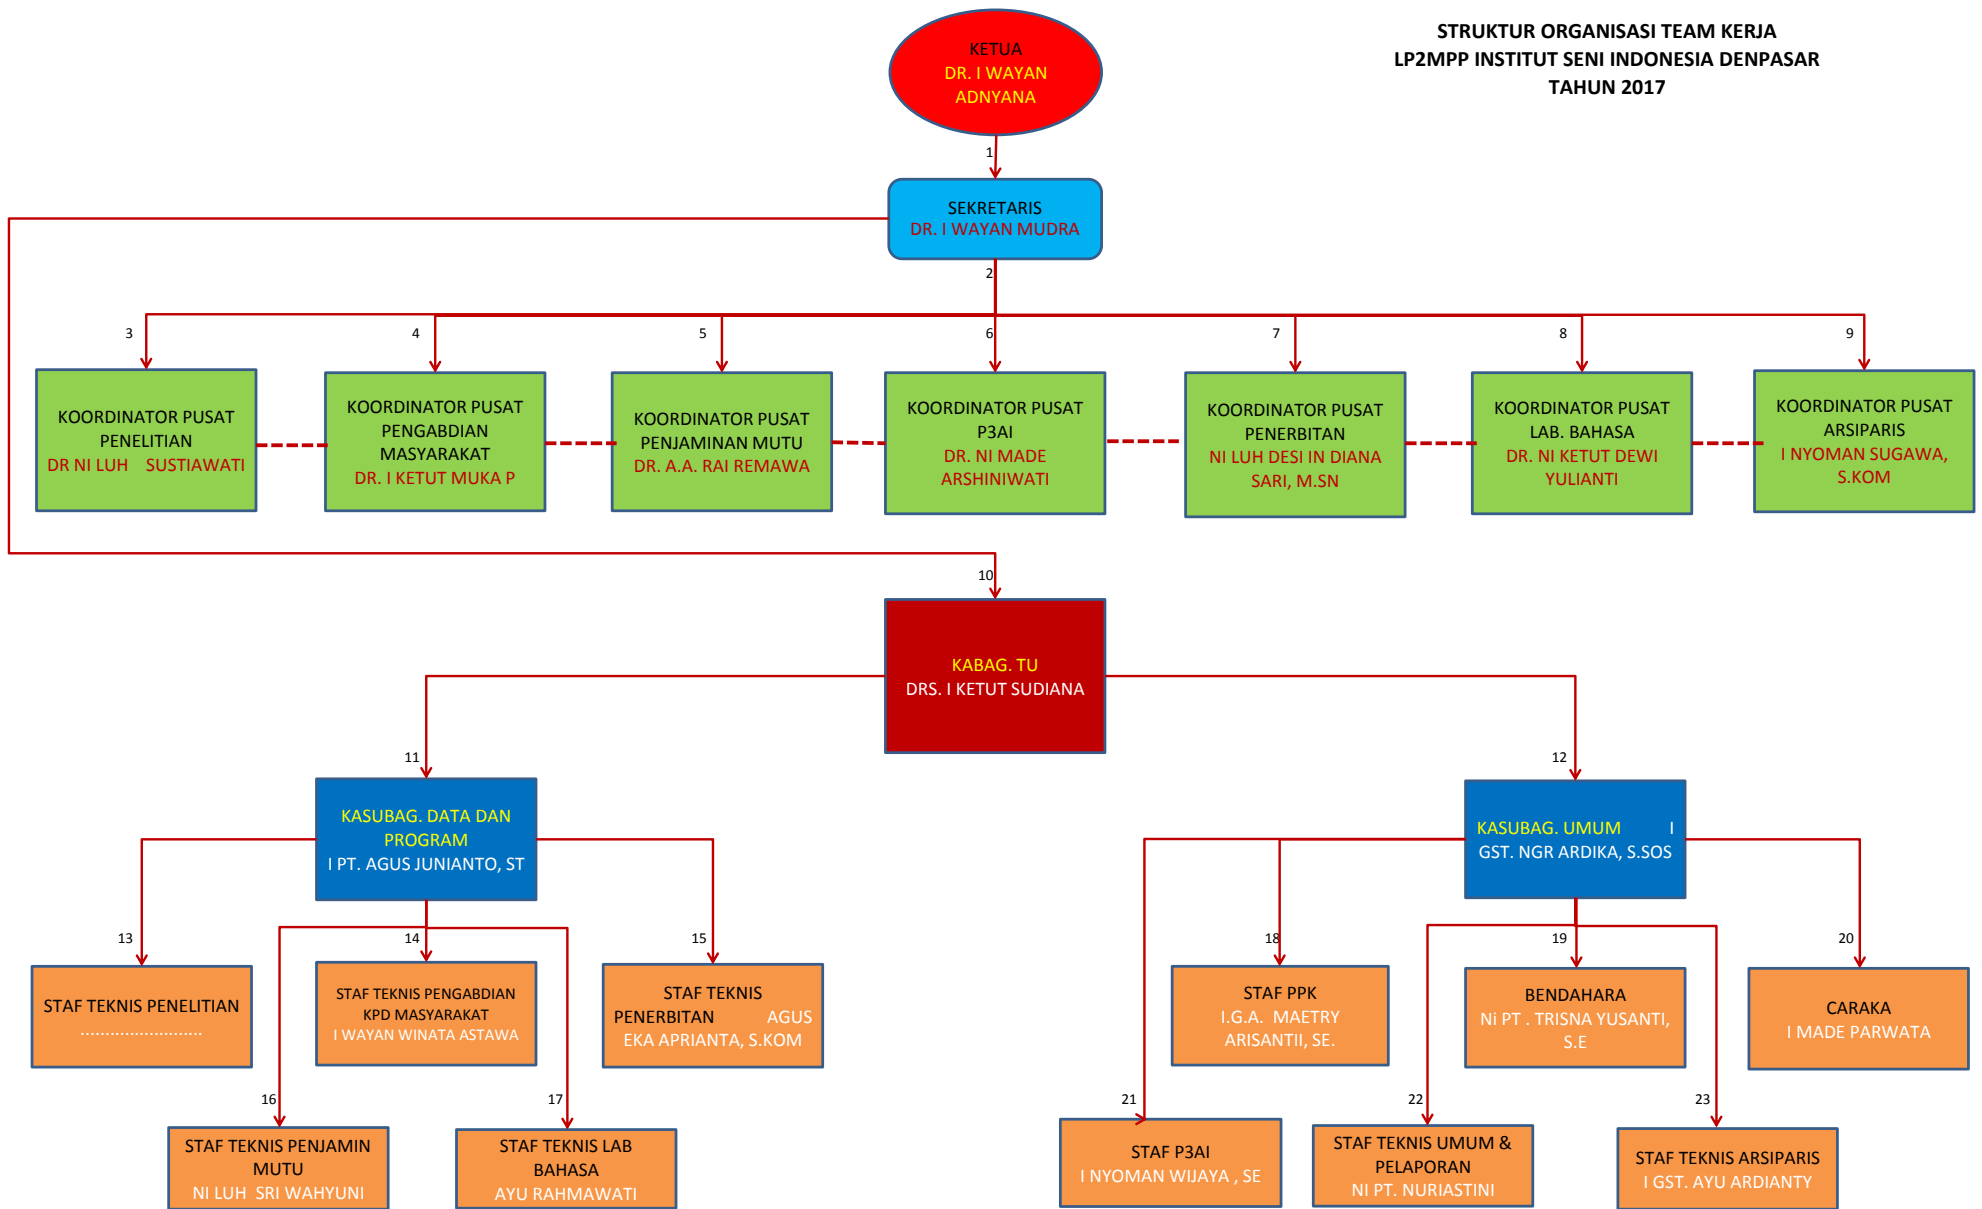 STRUKTUR ORGANISASI TEAM KERJA
LP2MPP INSTITUT SENI INDONESIA DENPASAR
TAHUN 2017
KETUA
DR. I WAYAN
ADNYANA
1
SEKRETARIS
DR. I WAYAN MUDRA
2
3
4
5
6
7
8
9
KOORDINATOR PUSAT
PENELITIAN
DR NI LUH SUSTIAWATI
KOORDINATOR PUSAT
PENGABDIAN
MASYARAKAT
DR. I KETUT MUKA P
KOORDINATOR PUSAT
PENJAMINAN MUTU
DR. A.A. RAI REMAWA
KOORDINATOR PUSAT
P3AI
DR. NI MADE
ARSHINIWATI
KOORDINATOR PUSAT
PENERBITAN
NI LUH DESI IN DIANA
SARI, M.SN
KOORDINATOR PUSAT
LAB. BAHASA
DR. NI KETUT DEWI
YULIANTI
KOORDINATOR PUSAT
ARSIPARIS
I NYOMAN SUGAWA,
S.KOM
10
KABAG. TU
DRS. I KETUT SUDIANA
11
12
KASUBAG. DATA DAN
PROGRAM
I PT. AGUS JUNIANTO, ST
KASUBAG. UMUM I
GST. NGR ARDIKA, S.SOS
13
14
15
18
19
20
STAF TEKNIS PENELITIAN
........................
STAF TEKNIS PENGABDIAN
KPD MASYARAKAT
I WAYAN WINATA ASTAWA
STAF TEKNIS
PENERBITAN AGUS
EKA APRIANTA, S.KOM
STAF PPK
I.G.A. MAETRY
ARISANTII, SE.
BENDAHARA
Ni PT . TRISNA YUSANTI,
S.E
CARAKA
I MADE PARWATA
16
17
21
22
23
STAF TEKNIS PENJAMIN
MUTU
NI LUH SRI WAHYUNI
STAF TEKNIS LAB
BAHASA
AYU RAHMAWATI
STAF P3AI
I NYOMAN WIJAYA , SE
STAF TEKNIS UMUM &
PELAPORAN
NI PT. NURIASTINI
STAF TEKNIS ARSIPARIS
I GST. AYU ARDIANTY